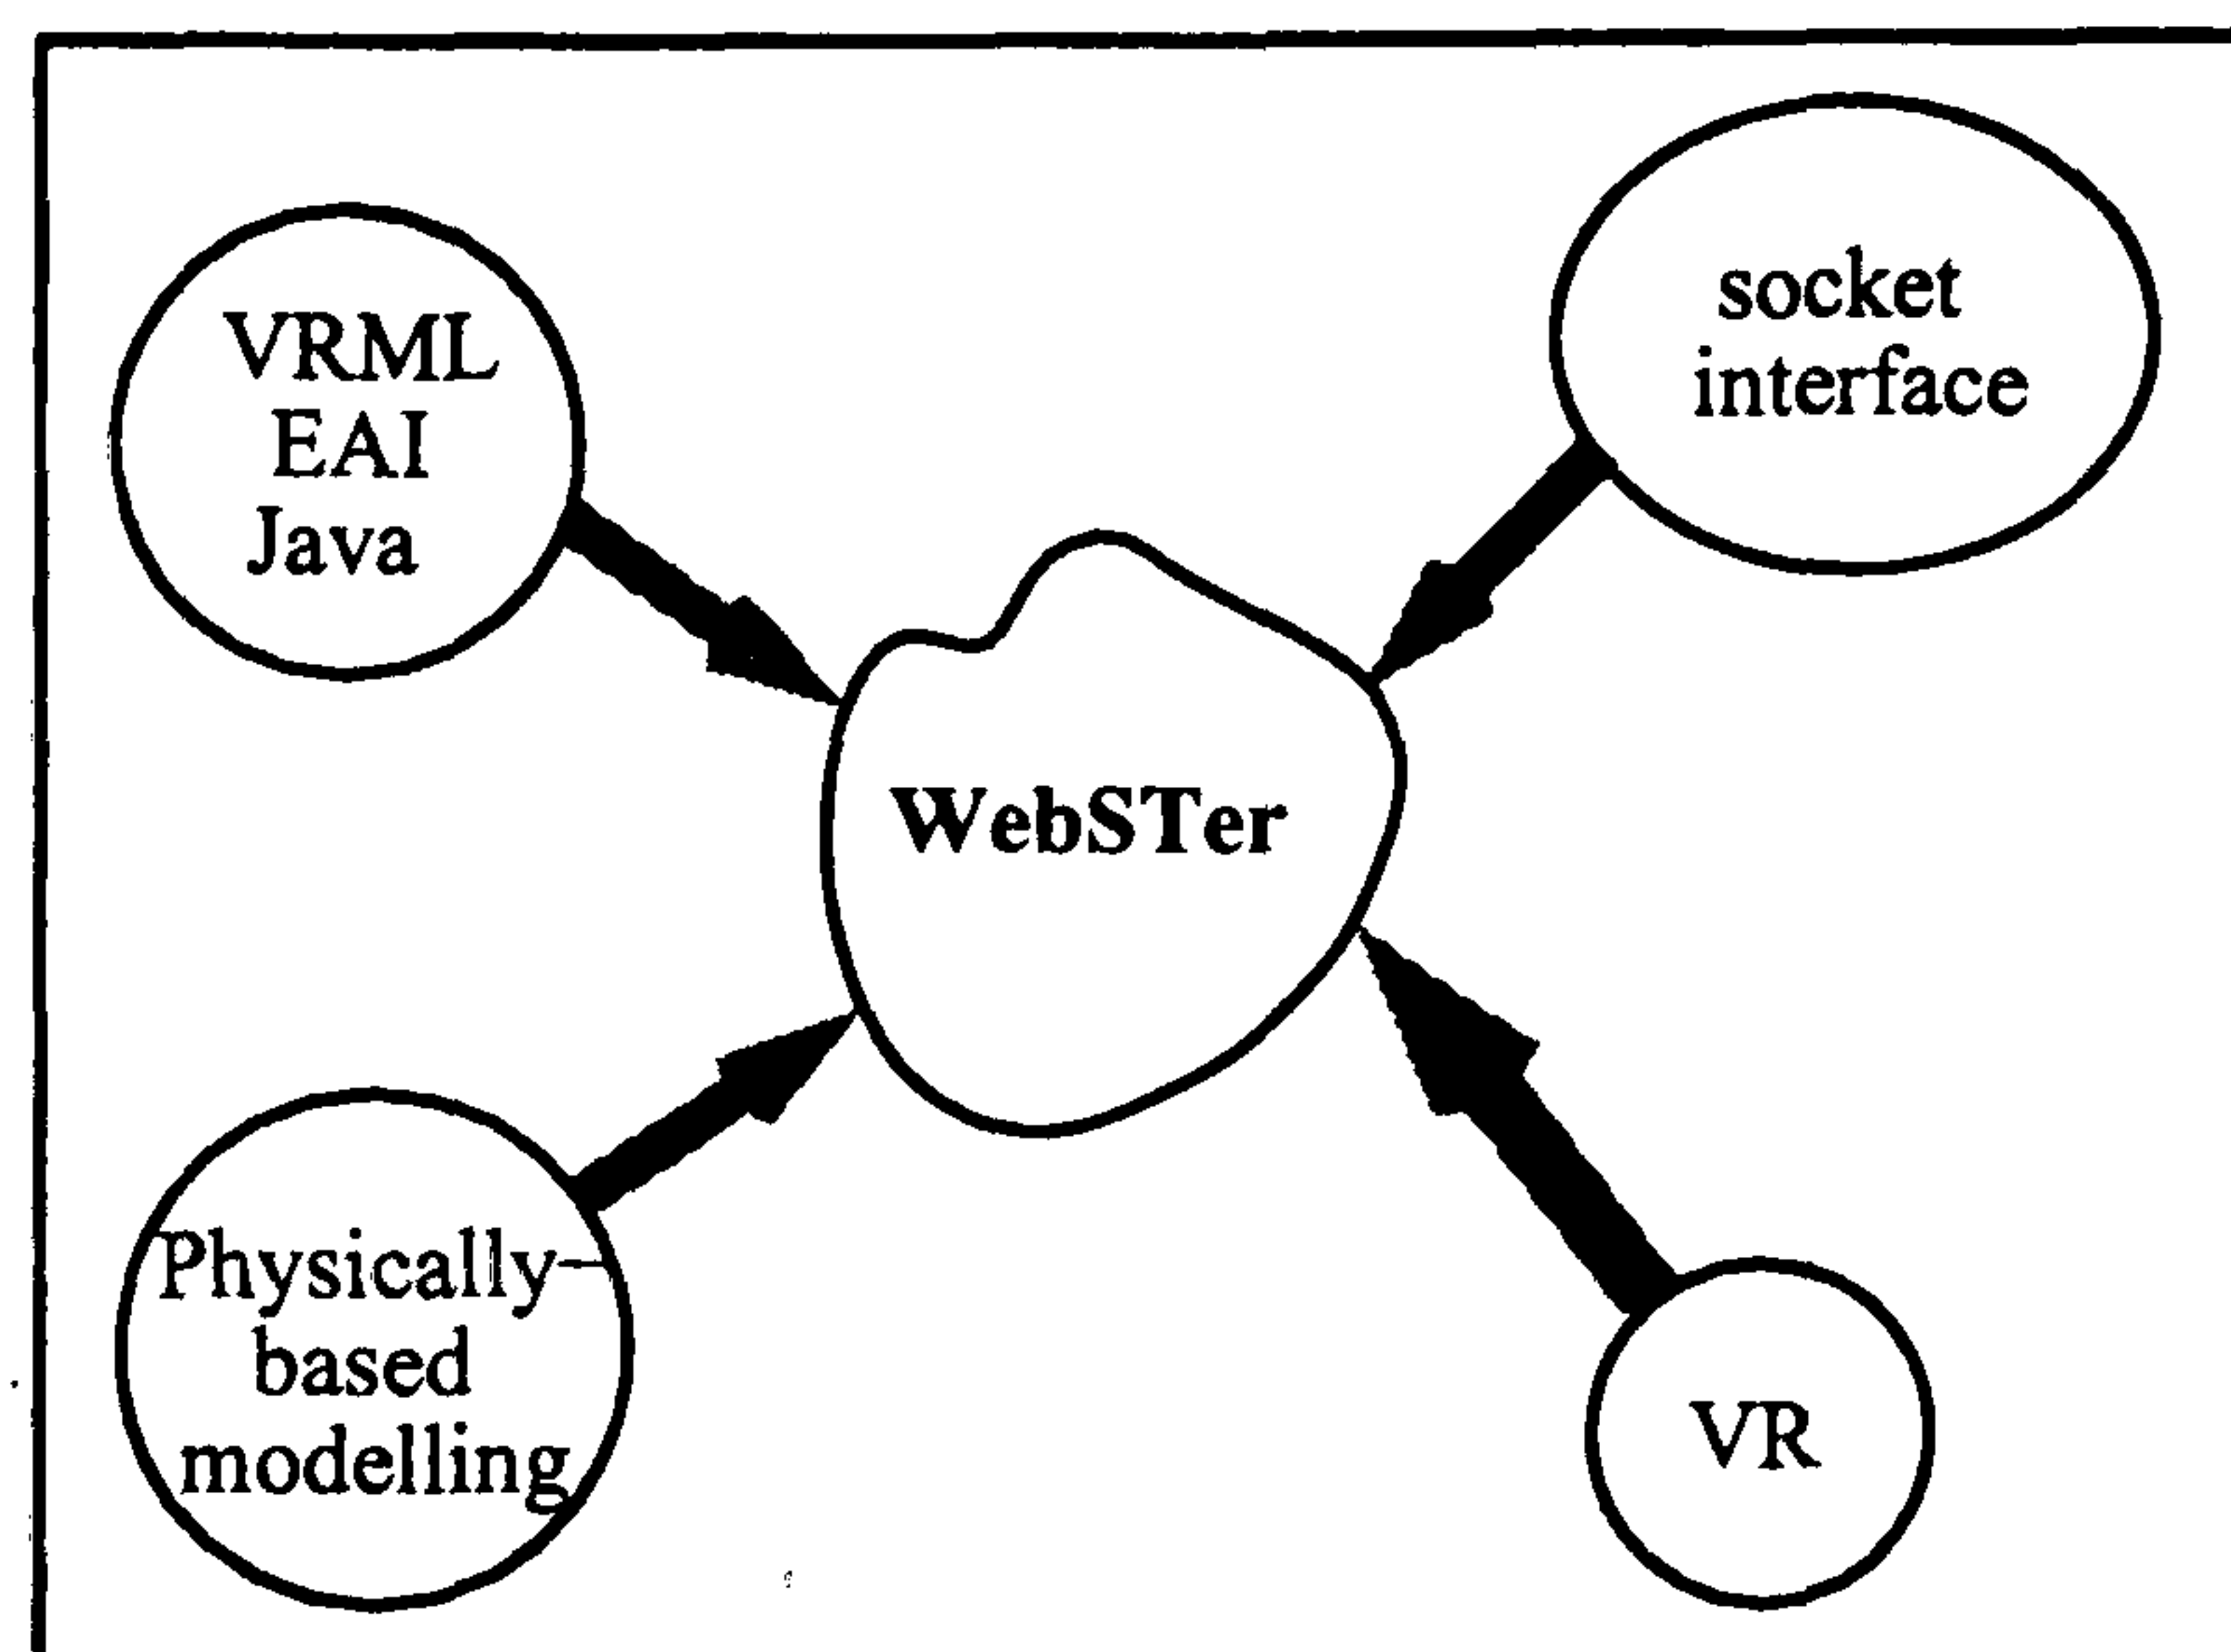 VRML
EAI
Java
socket
interface
WebSTer
Physically-
based
modelling
VR